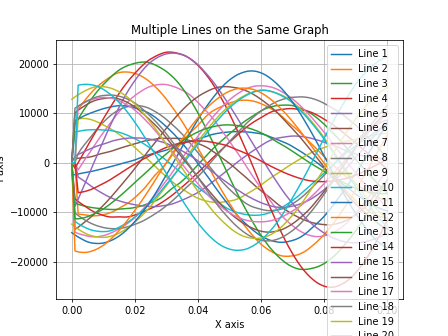 Multiple Lines on the Same Graph
20000
10000
0
−10000
−20000
0.00
0.02
0.04
0.06
0.08
X axis
Line 1
Line 2
Line 3
Line 4
Line 5
Line 6
Line 7
Line 8
Line 9
Line 10
Line 11
Line 12
Line 13
Line 14
Line 15
Line 16
Line 17
Line 18
Line 19
Line 20